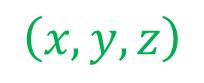 (x, y, z)